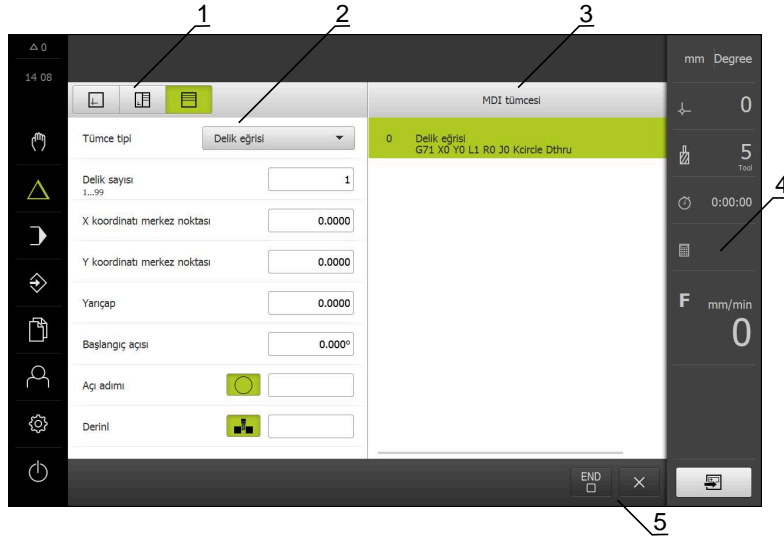 1
2
3
0
14 08
mm Degree
MDI tümcesi
0
Tümce tipi
Delik eğrisi
0 Delik eğrisi
G71 X0 Y0 L1 R0 J0 Kcircle Dthru
5
Tool
Delik sayısı
1...99
1
4
0:00:00
X koordinatı merkez noktası
0.0000
Y koordinatı merkez noktası
0.0000
Yarıçap
0.0000
F mm/min
0
Başlangıç açısı
0.000°
Açı adımı
Derinl
END
5